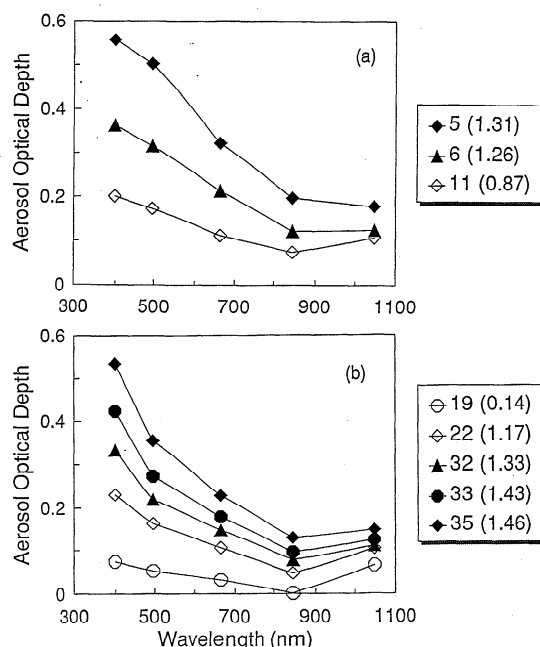 0.6
(a)
0.4
0.2
0
Aerosol Optical Depth
300 500 700 900 1100
5 (1.31)
6 (1.26)
11 (0.87)
0.6
(b)
0.4
0.2
0
Aerosol Optical Depth
300 500 700 900 1100
Wavelength (nm)
19 (0.14)
22 (1.17)
32 (1.33)
33 (1.43)
35 (1.46)